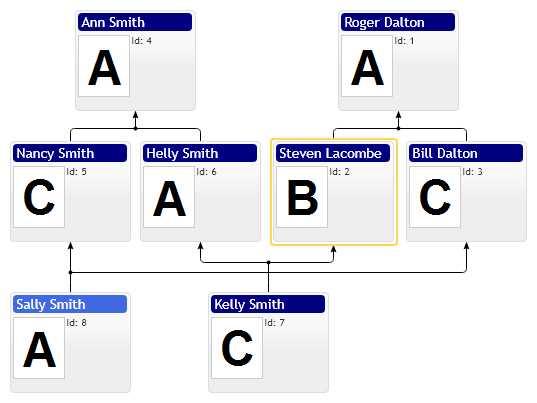 Ann Smith
A
Id: 4
Roger Dalton
A
Id: 1
Nancy Smith
C
Id: 5
Helly Smith
A
Id: 6
Steven Lacombe
B
Id: 2
Bill Dalton
C
Id: 3
Sally Smith
A
Id: 8
Kelly Smith
C
Id: 7